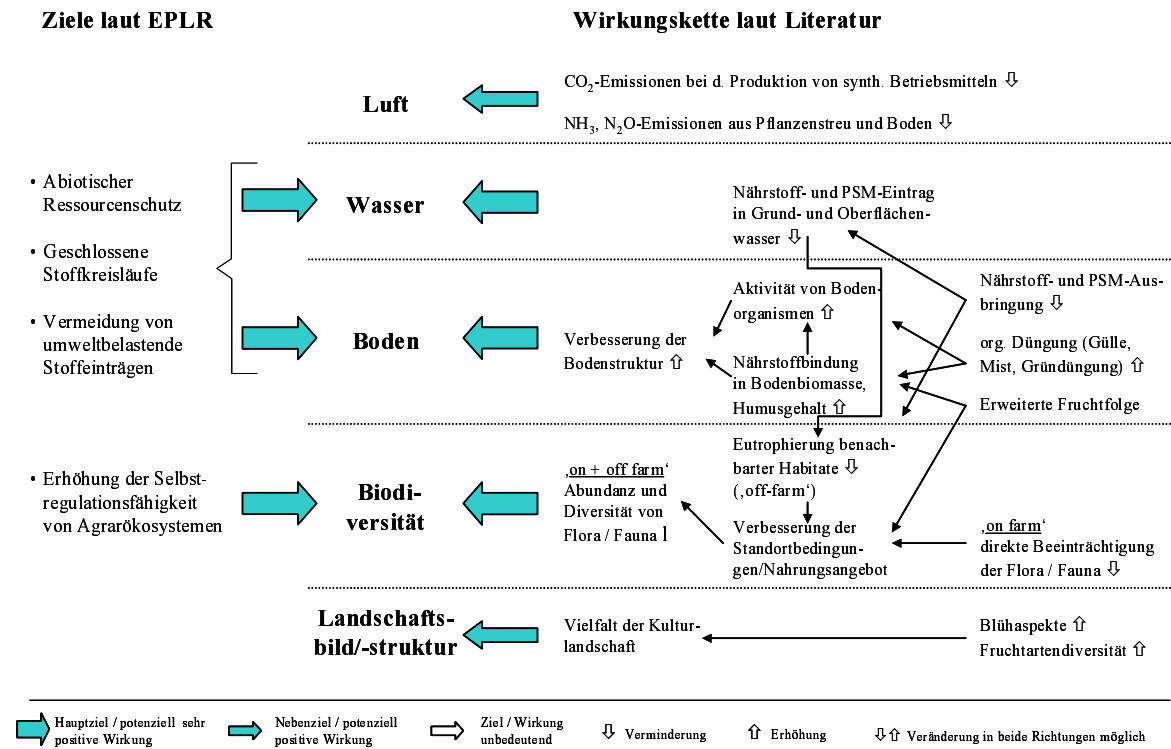 Ziele laut EPLR
Wirkungskette laut Literatur
Luft
CO₂-Emissionen bei d. Produktion von synth. Betriebsmitteln ⇩
NH₃, N₂O-Emissionen aus Pflanzenstreu und Boden ⇩
• Abiotischer
Ressourcenschutz
• Geschlossene
Stoffkreisläufe
• Vermeidung von
umweltbelastende
Stoffeinträgen
Wasser
Nährstoff- und PSM-Eintrag
in Grund- und Oberflächen-
wasser ⇩
Boden
Verbesserung der
Bodenstruktur ⇧
Aktivität von Boden-
organismen ⇧
Nährstoffbindung
in Bodenbiomasse,
Humusgehalt ⇧
Nährstoff- und PSM-Aus-
bringung ⇩
org. Düngung (Gülle,
Mist, Gründüngung) ⇧
Erweiterte Fruchtfolge
• Erhöhung der Selbst-
regulationsfähigkeit
von Agrarökosystemen
Biodi-
versität
‚on + off farm‘
Abundanz und
Diversität von
Flora / Fauna l
Eutrophierung benach-
barter Habitate ⇩
(‚off-farm‘)
Verbesserung der
Standortbedingun-
gen/Nahrungsangebot
‚on farm‘
direkte Beeinträchtigung
der Flora / Fauna ⇩
Landschafts-
bild/-struktur
Vielfalt der Kultur-
landschaft
Blühaspekte ⇧
Fruchtartendiversität ⇧
Hauptziel / potenziell sehr
positive Wirkung
Nebenziel / potenziell
positive Wirkung
Ziel / Wirkung
unbedeutend
⇩ Verminderung
⇧ Erhöhung
⇩⇧ Veränderung in beide Richtungen möglich